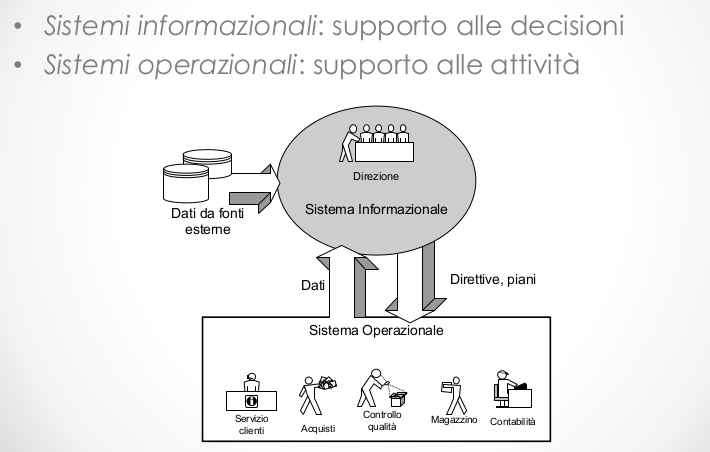 • Sistemi informazionali: supporto alle decisioni
• Sistemi operazionali: supporto alle attività
Direzione
Sistema Informazionale
Dati da fonti
esterne
Dati
Direttive, piani
Sistema Operazionale
Servizio
clienti
Acquisti
Controllo
qualità
Magazzino
Contabilità